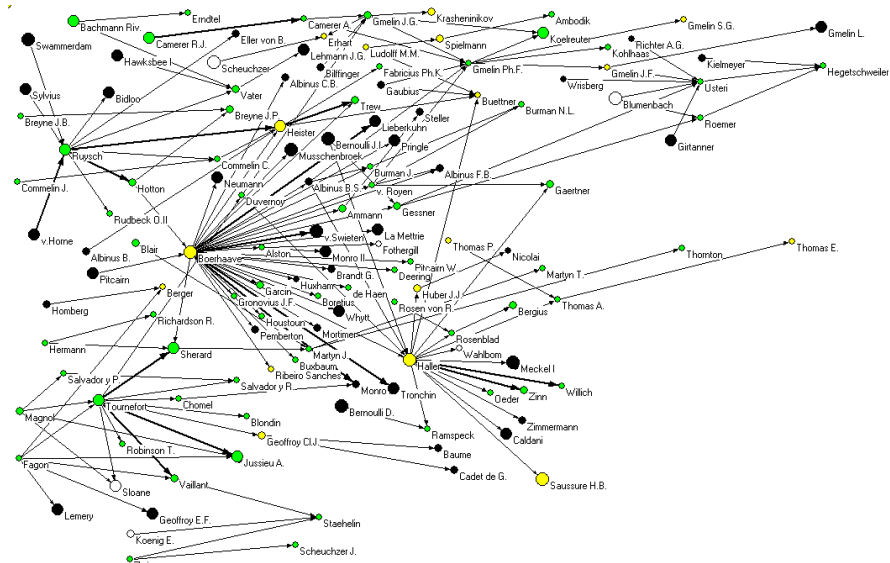 Erndtel
Bachmann Riv.
Camerer A.
Gmelin J.G.
Krasheninikov
Ambodik
Gmelin S.G.
Gmelin L.
Swammerdam
Camerer R.J.
Eller von B.
Erhart
Spielmann
Koelreuter
Richter A.G.
Lehmann J.G.
Ludolff M.M.
Kohlhaas
Hawksbee I
Scheuchzer
Bilffinger
Fabricius Ph.K.
Gmelin Ph.F.
Gmelin J.F.
Kielmeyer
Hegetschweiler
Albinus C.B.
Gaubius
Wrisberg
Usteri
Sylvius
Bidloo
Vater
Trew
Buettner
Blumenbach
Breyne J.B.
Breyne J.P.
Steller
Burman N.L.
Roemer
Heister
Lieberkuhn
Bernoulli J.I
Musschenbroek
Pringle
Girtanner
Ruysch
Commelin C.
Neumann
Burman J.
Albinus F.B.
Commelin J.
Hotton
Duvernoy
Albinus B.S.
v. Royen
Gaertner
Rudbeck O.II
Ammann
Gessner
v.Horne
Blair
v.Swieten
La Mettrie
Fothergill
Thomas P.
Nicolai
Thornton
Thomas E.
Albinus B.
Boerhaave
Alston
Monro II
Pitcairn
Brandt G.
Pitcairn W.
Deering
Martyn T.
Berger
Garcin
Huxham
de Haen
Huber J.J.
Homberg
Gronovius J.F.
Borelius
Rosen von R.
Bergius
Thomas A.
Richardson R.
Houstoun
Whytt
Pemberton
Mortimer
Rosenblad
Hermann
Sherard
Martyn J.
Wahlbom
Buxbaum
Haller
Meckel I
Ribeiro Sanches
Salvador y P.
Salvador y R.
Monro I
Tronchin
Willich
Oeder
Zinn
Tournefort
Chomel
Magnol
Blondin
Bernoulli D.
Zimmermann
Ramspeck
Caldani
Robinson T.
Geoffroy Cl.J.
Baume
Fagon
Jussieu A.
Cadet de G.
Saussure H.B.
Sloane
Vaillant
Lemery
Geoffroy E.F.
Staehelin
Koenig E.
Scheuchzer J.